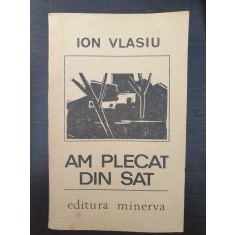 ION VLASIU
AM PLECAT
DIN SAT
editura minerva